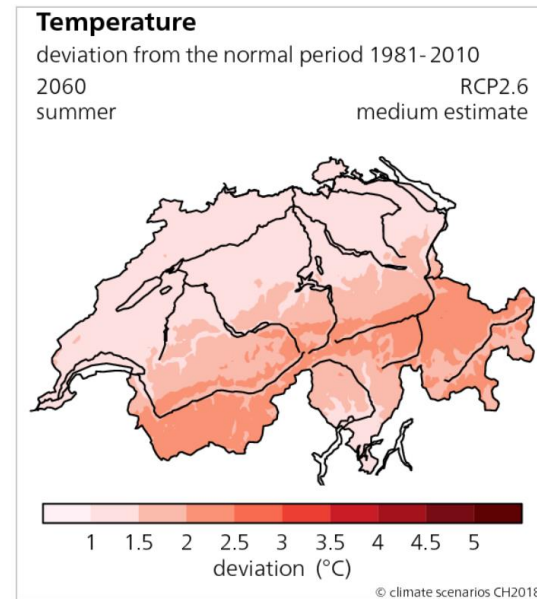 Temperature
deviation from the normal period 1981-2010
2060 RCP2.6
summer medium estimate
1 1.5 2 2.5 3 3.5 4 4.5 5
deviation (°C)
© climate scenarios CH2018